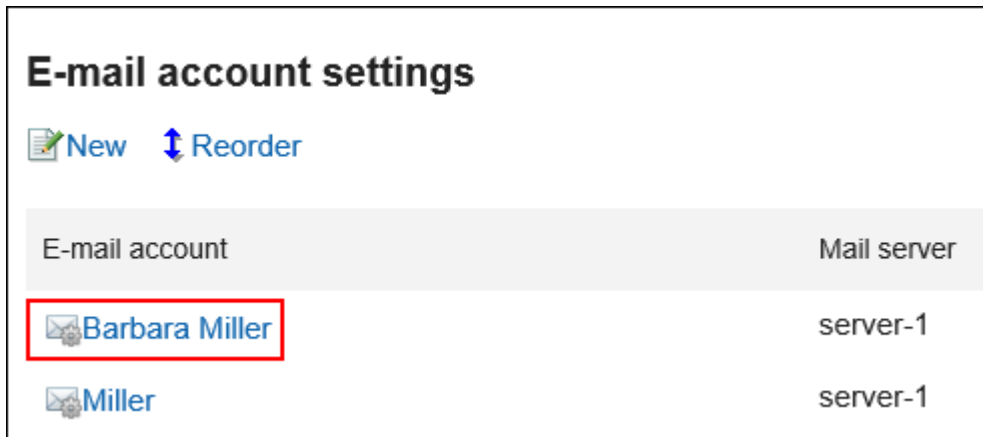 E-mail account settings
New Reorder
E-mail account Mail server
Barbara Miller server-1
Miller server-1